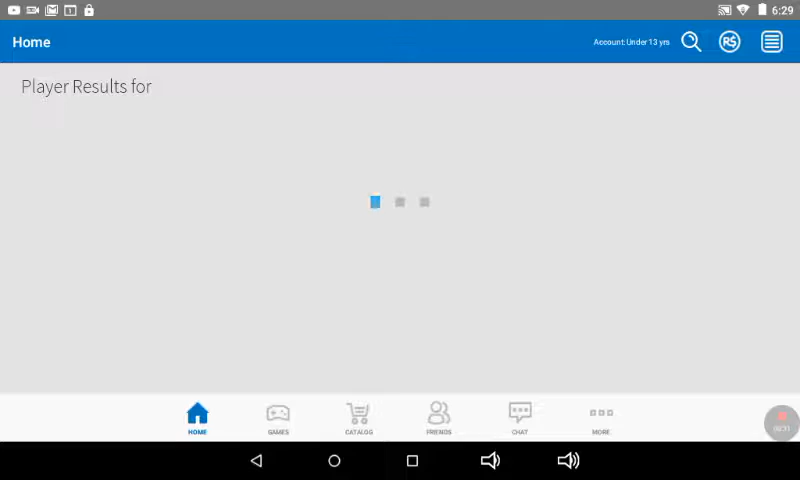 6:29
Home
Account: Under 13 yrs
R$
Player Results for
HOME
GAMES
CATALOG
FRIENDS
CHAT
MORE